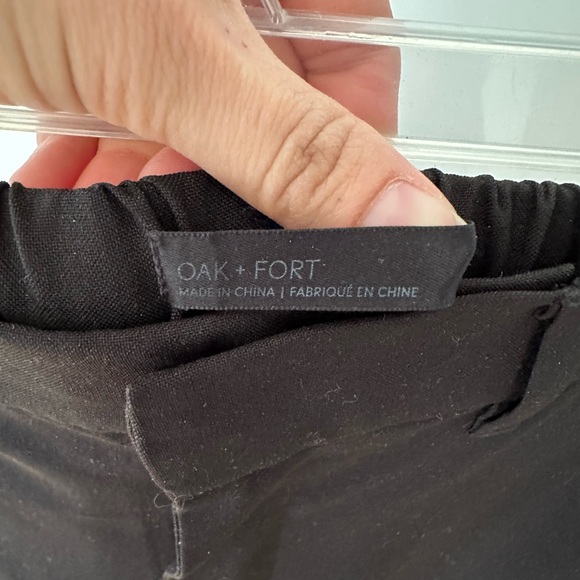 OAK + FORT
MADE IN CHINA | FABRIQUÉ EN CHINE